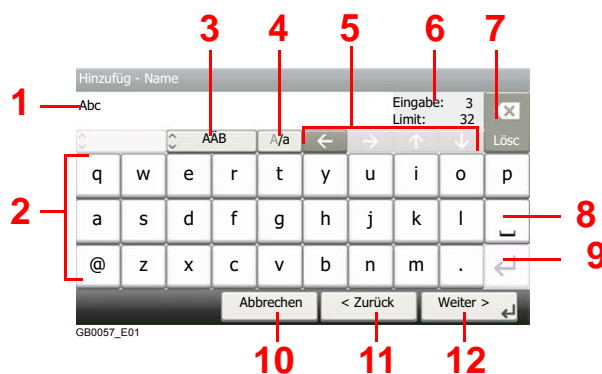 3 4 5 6 7
Hinzufüg - Name
1 Abc Eingabe: 3
Limit: 32
AÄB A/a ← → ↑ ↓ Lösc
2
q w e r t y u i o p
a s d f g h j k l 8
@ z x c v b n m . 9
Abbrechen < Zurück Weiter >
GB0057_E01
10 11 12